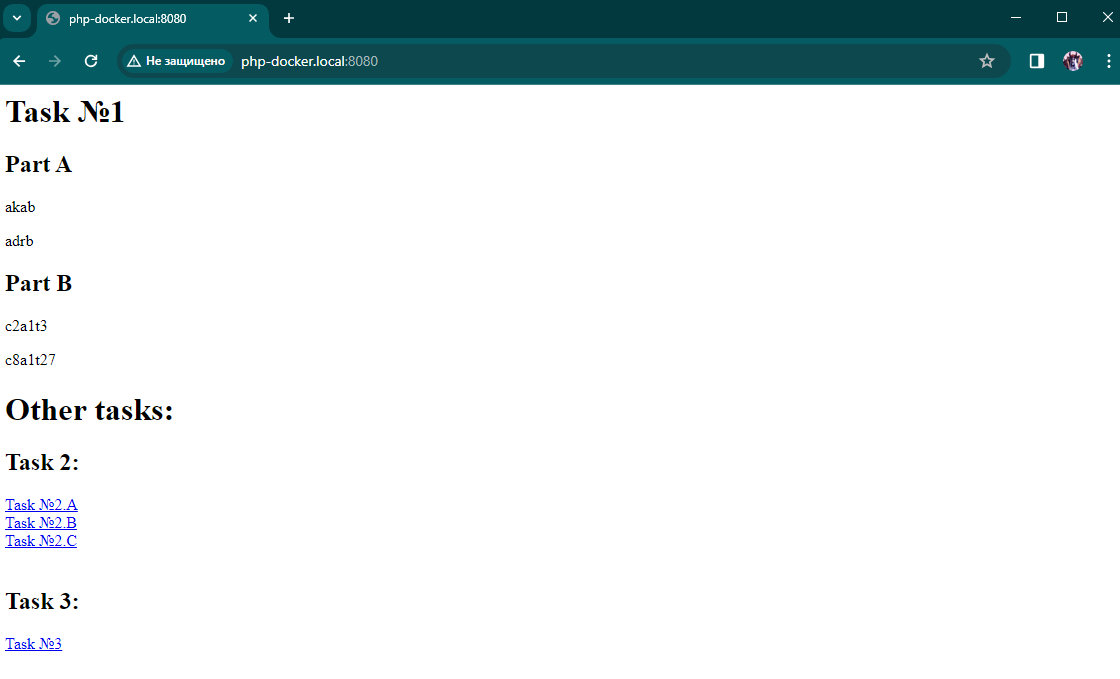 php-docker.local:8080
Не защищено php-docker.local:8080
Task №1
Part A
akab
adrb
Part B
c2a1t3
c8a1t27
Other tasks:
Task 2:
Task №2.A
Task №2.B
Task №2.C
Task 3:
Task №3